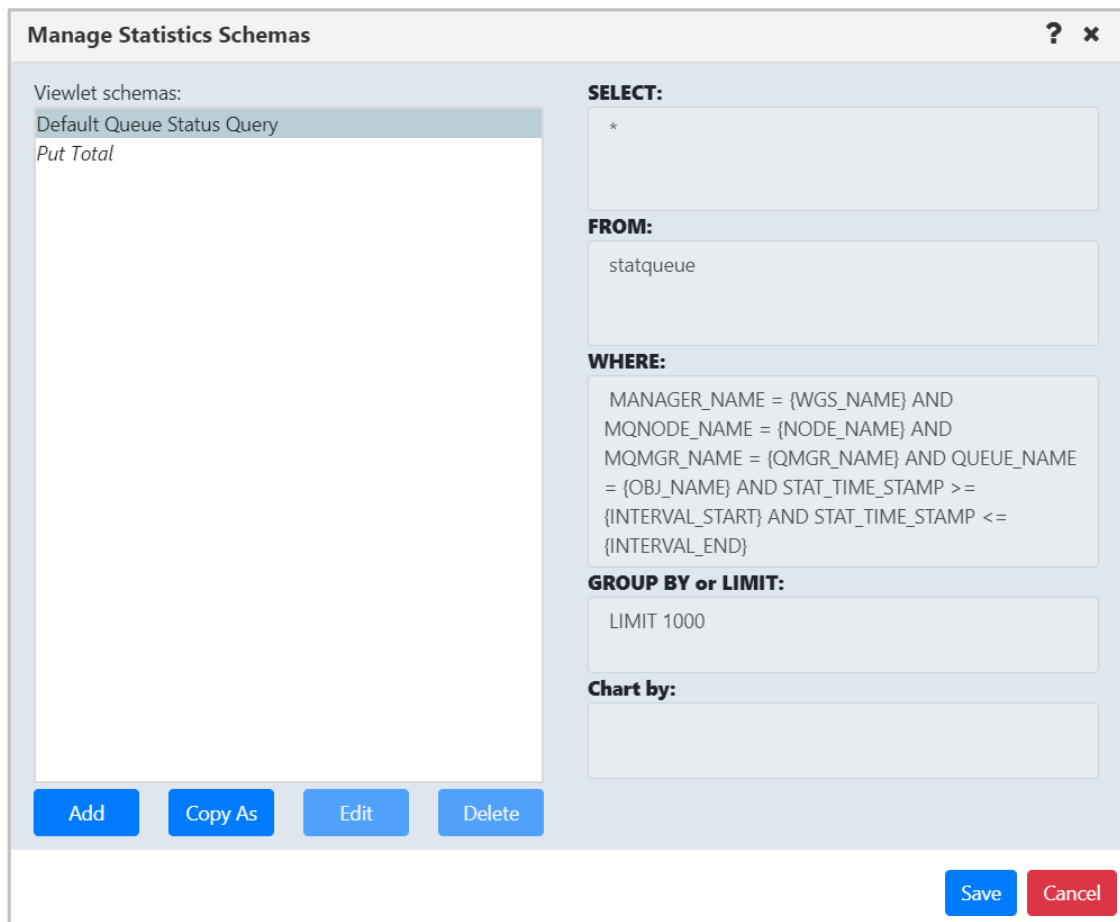 Manage Statistics Schemas
? ×
Viewlet schemas:
Default Queue Status Query
Put Total
Add
Copy As
Edit
Delete
SELECT:
*
FROM:
statqueue
WHERE:
MANAGER_NAME = {WGS_NAME} AND
MQNODE_NAME = {NODE_NAME} AND
MQMGR_NAME = {QMGR_NAME} AND QUEUE_NAME
= {OBJ_NAME} AND STAT_TIME_STAMP >=
{INTERVAL_START} AND STAT_TIME_STAMP <=
{INTERVAL_END}
GROUP BY or LIMIT:
LIMIT 1000
Chart by:
Save
Cancel